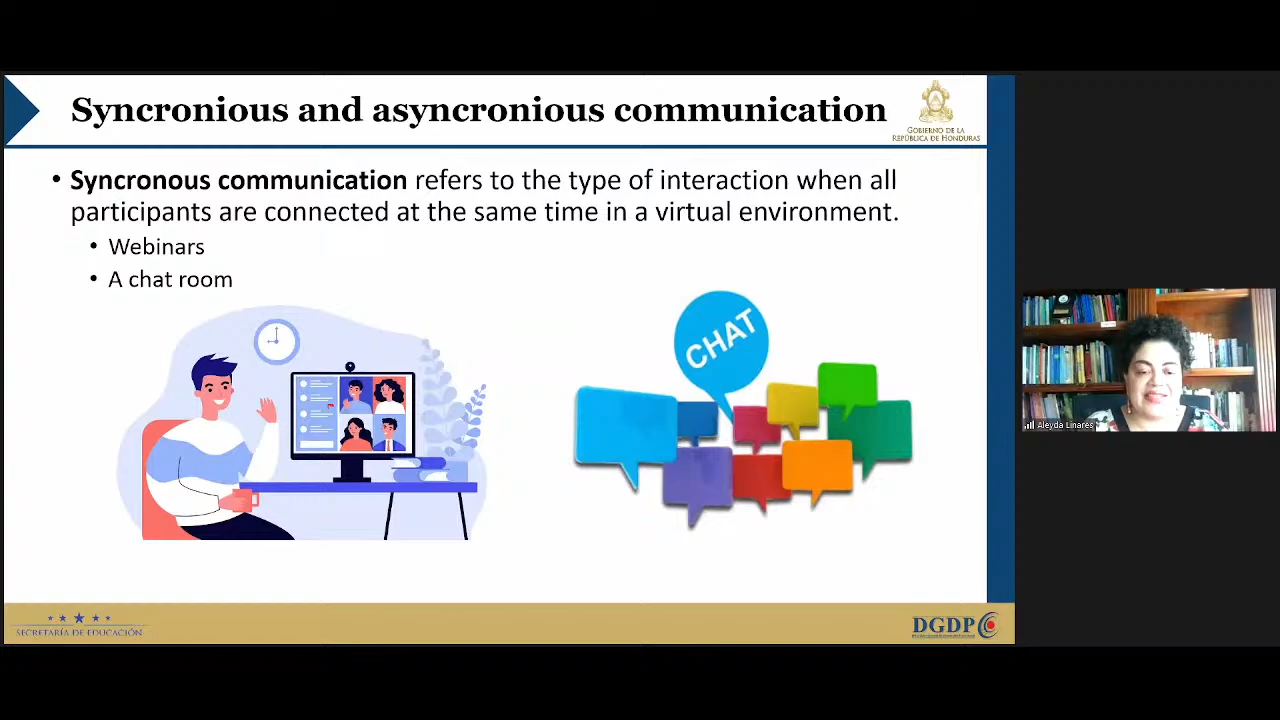 Syncronious and asyncronious communication
GOBIERNO DE LA
REPÚBLICA DE HONDURAS
• Syncronous communication refers to the type of interaction when all
participants are connected at the same time in a virtual environment.
• Webinars
• A chat room
CHAT
Aleyda Linares
SECRETARÍA DE EDUCACIÓN
DGDP